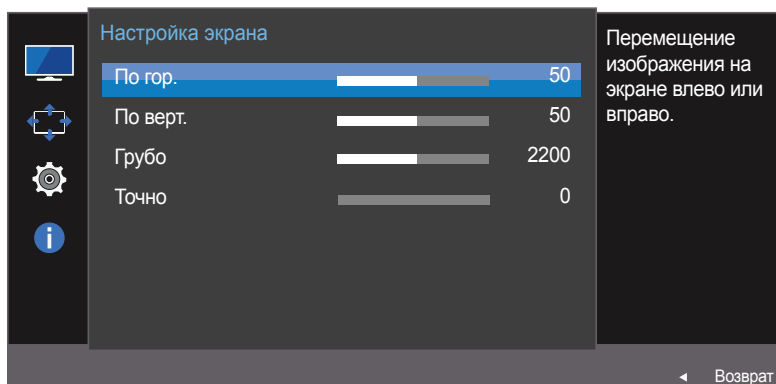 Настройка экрана
По гор. 50
По верт. 50
Грубо 2200
Точно 0
Перемещение
изображения на
экране влево или
вправо.
Возврат